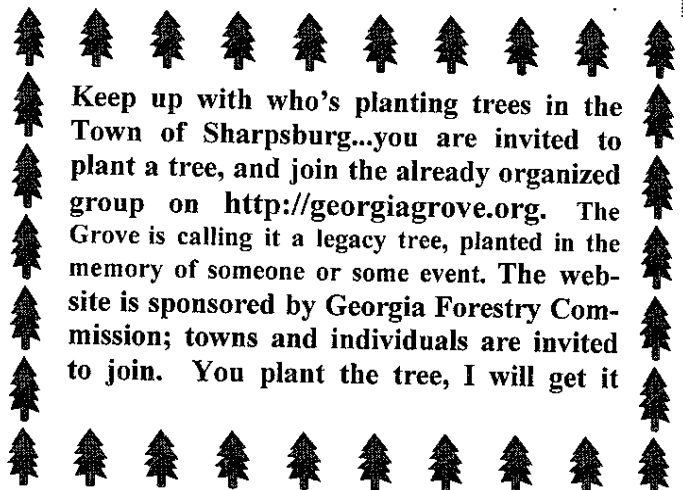 Keep up with who's planting trees in the
Town of Sharpsburg...you are invited to
plant a tree, and join the already organized
group on http://georgiagrove.org. The
Grove is calling it a legacy tree, planted in the
memory of someone or some event. The web-
site is sponsored by Georgia Forestry Com-
mission; towns and individuals are invited
to join. You plant the tree, I will get it